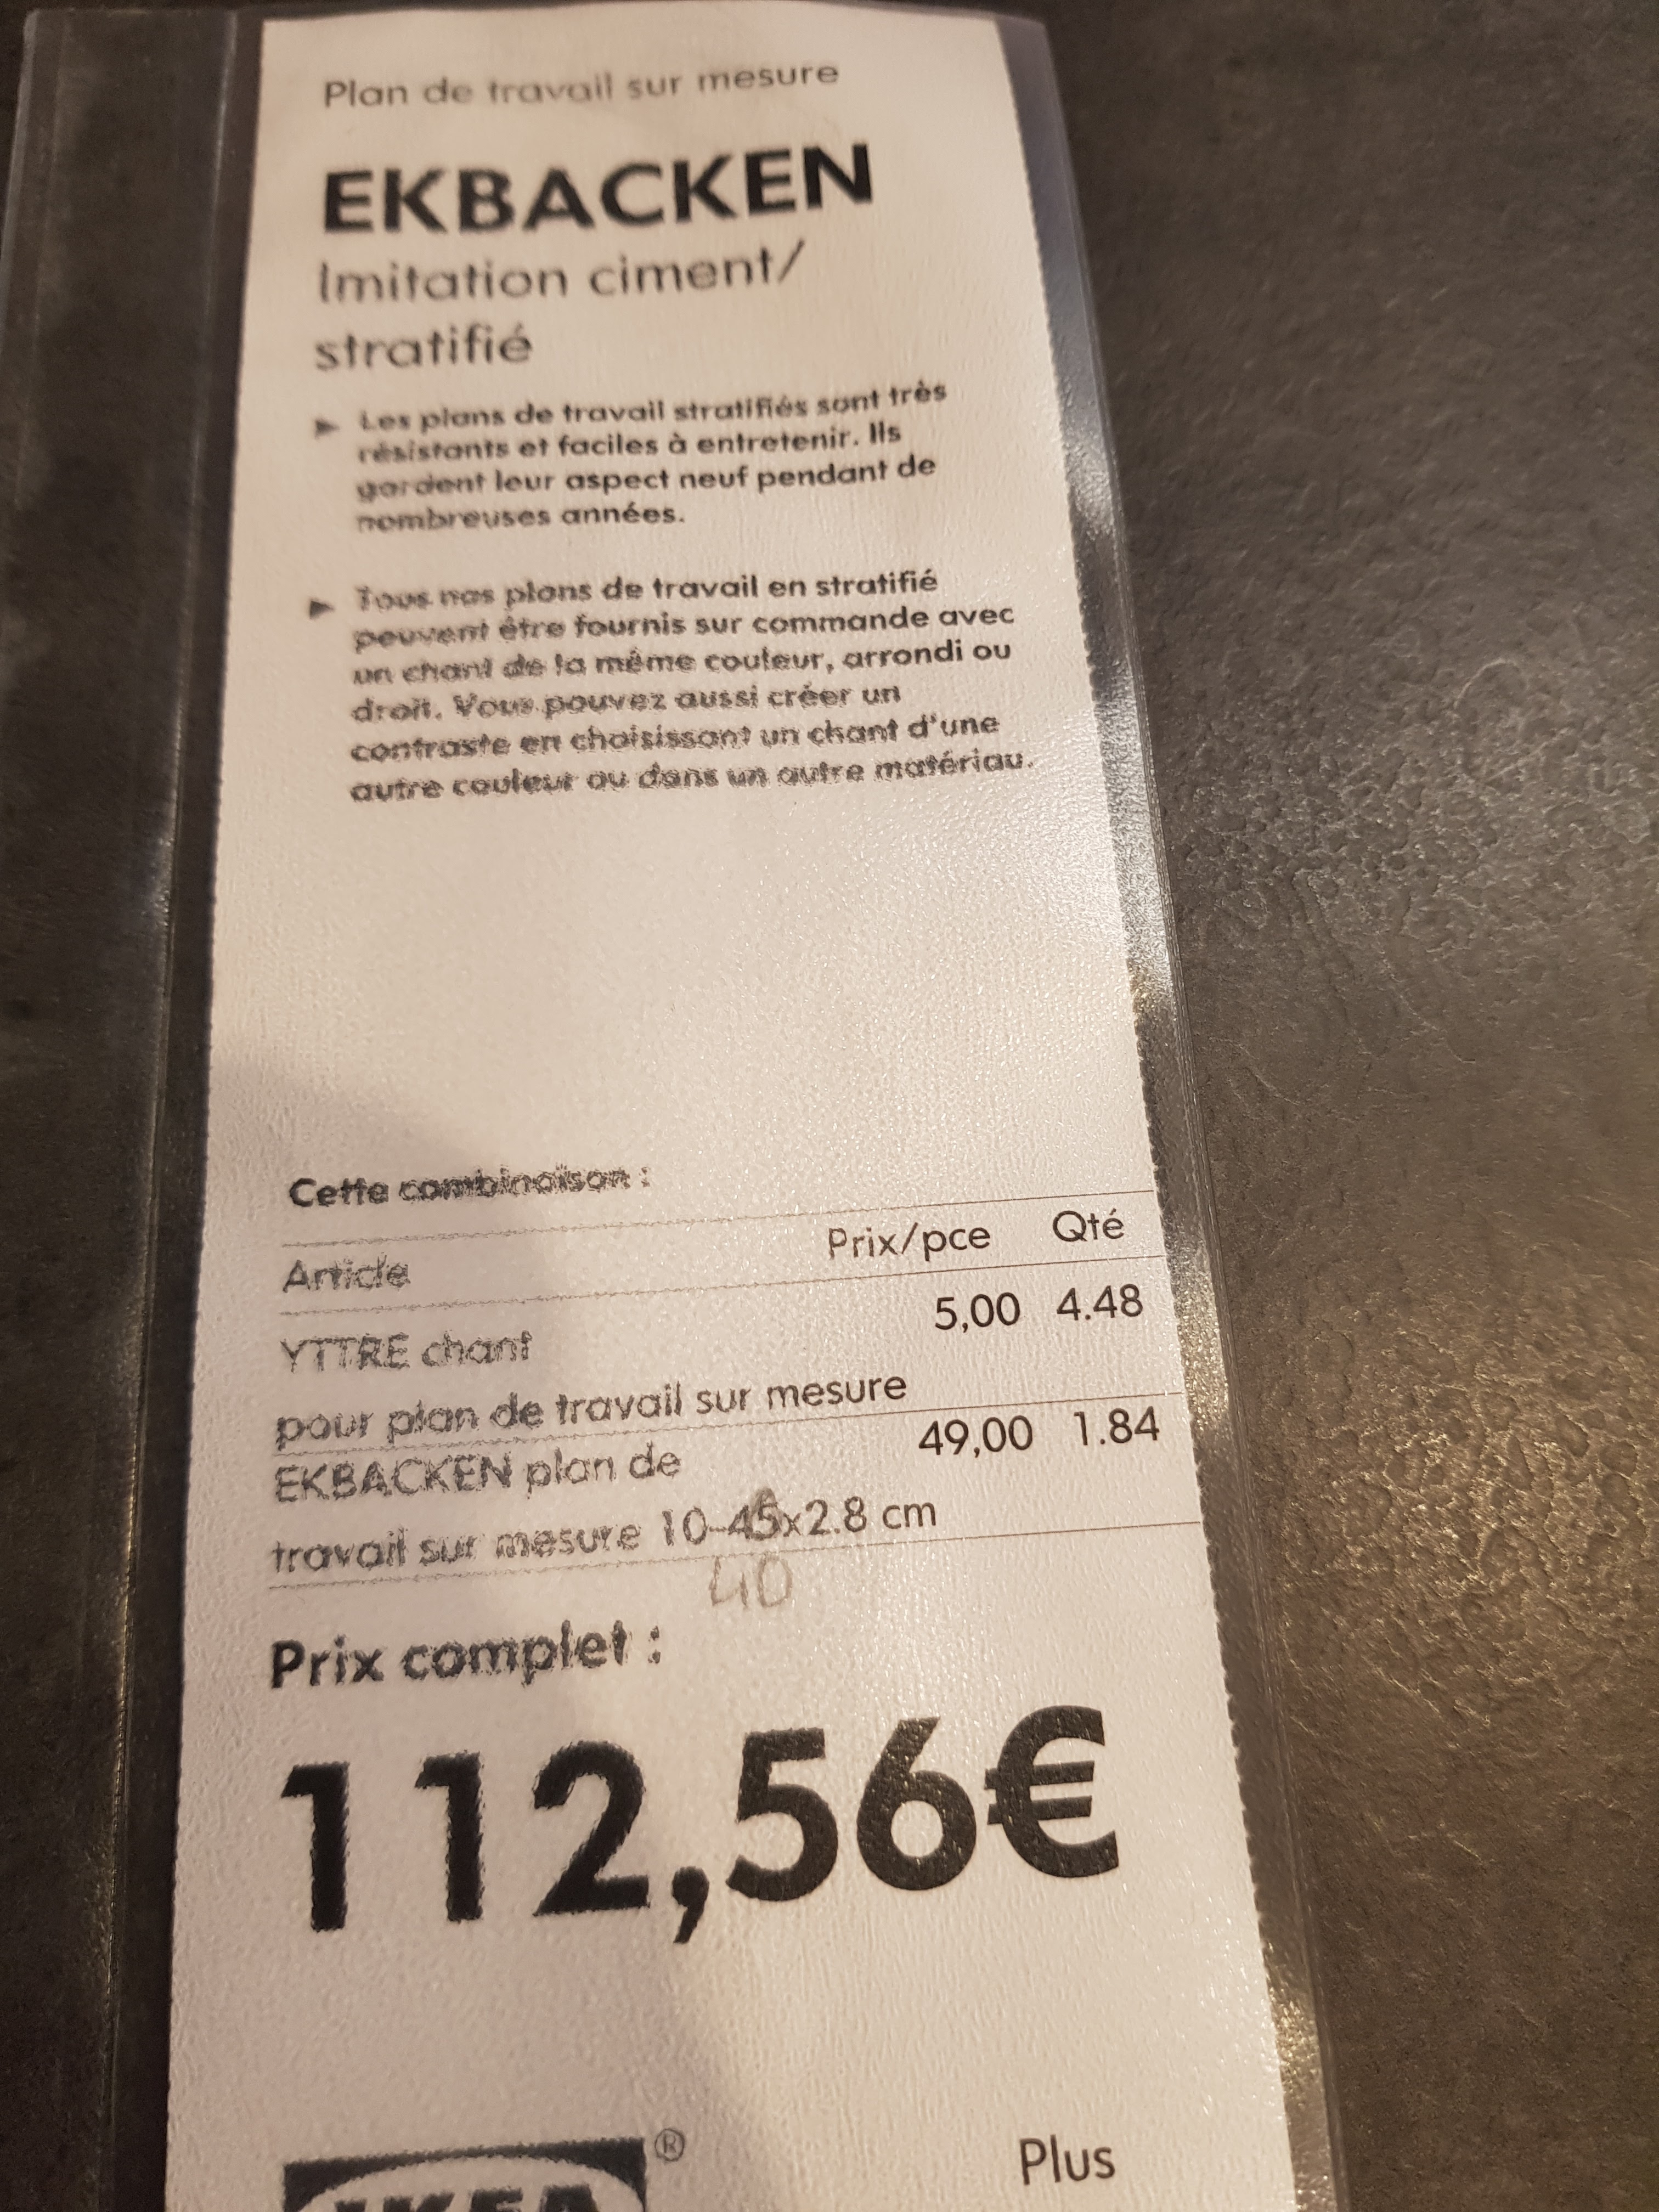 Plan de travail sur mesure
EKBACKEN
Imitation ciment/
stratifié
► Les plans de travail stratifiés sont très
résistants et faciles à entretenir. Ils
gardent leur aspect neuf pendant de
nombreuses années.
► Tous nos plans de travail en stratifié
peuvent être fournis sur commande avec
un chant de la même couleur, arrondi ou
droit. Vous pouvez aussi créer un
contraste en choisissant un chant d'une
autre couleur ou dans un autre matériau.
Cette combinaison :
Article Prix/pce Qté
YTTRE chant 5,00 4.48
pour plan de travail sur mesure
EKBACKEN plan de 49,00 1.84
travail sur mesure 10-45x2.8 cm
40
Prix complet :
112,56€
IKEA ®
Plus